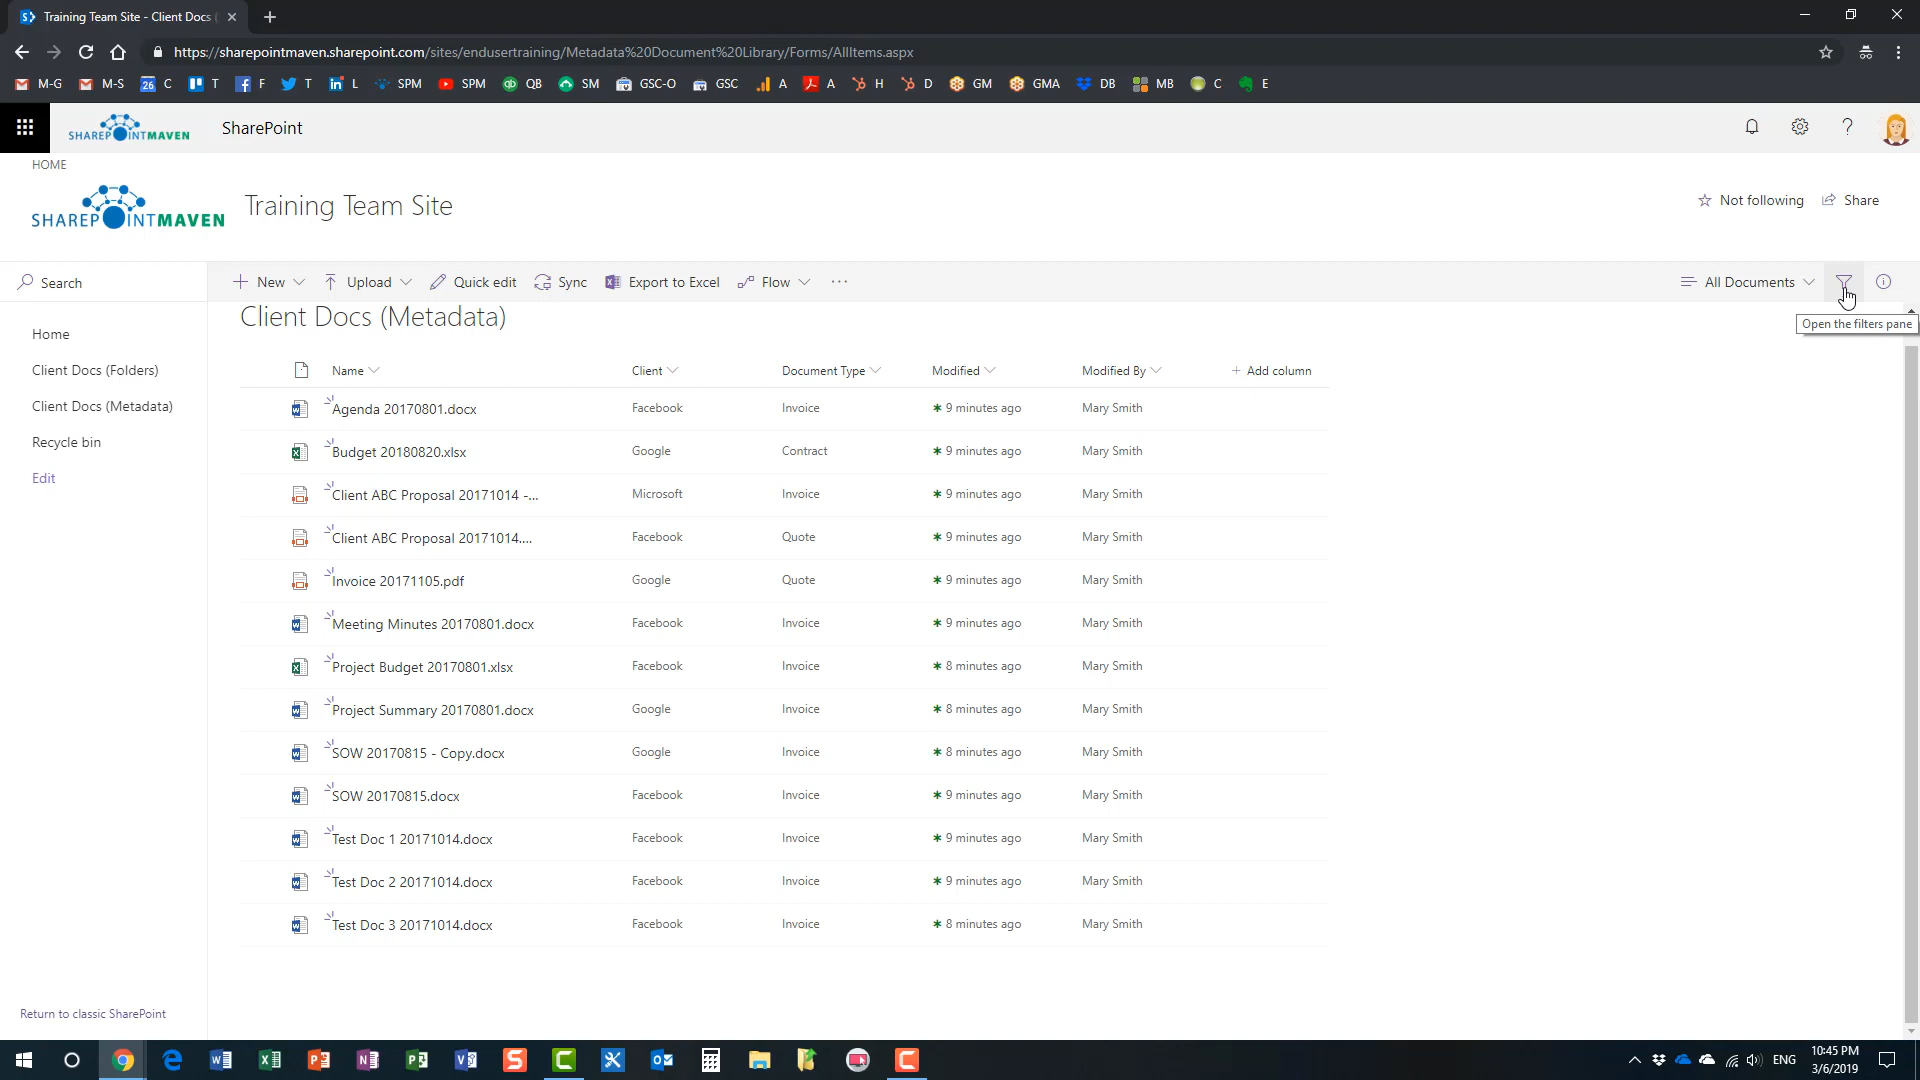 Training Team Site - Client Docs (
https://sharepointmaven.sharepoint.com/sites/endusertraining/Metadata%20Document%20Library/Forms/AllItems.aspx
M-G M-S 26 C T F T L SPM SPM QB SM GSC-O GSC A A H D GM GMA DB MB C E
SHAREPOINTMAVEN SharePoint
HOME
SHAREPOINTMAVEN Training Team Site Not following Share
Search New Upload Quick edit Sync Export to Excel Flow ... All Documents
Open the filters pane
Client Docs (Metadata)
Home
Client Docs (Folders)
Client Docs (Metadata)
Recycle bin
Edit
Name Client Document Type Modified Modified By + Add column
Agenda 20170801.docx Facebook Invoice 9 minutes ago Mary Smith
Budget 20180820.xlsx Google Contract 9 minutes ago Mary Smith
Client ABC Proposal 20171014 -... Microsoft Invoice 9 minutes ago Mary Smith
Client ABC Proposal 20171014.... Facebook Quote 9 minutes ago Mary Smith
Invoice 20171105.pdf Google Quote 9 minutes ago Mary Smith
Meeting Minutes 20170801.docx Facebook Invoice 9 minutes ago Mary Smith
Project Budget 20170801.xlsx Facebook Invoice 8 minutes ago Mary Smith
Project Summary 20170801.docx Google Invoice 8 minutes ago Mary Smith
SOW 20170815 - Copy.docx Google Invoice 8 minutes ago Mary Smith
SOW 20170815.docx Facebook Invoice 9 minutes ago Mary Smith
Test Doc 1 20171014.docx Facebook Invoice 9 minutes ago Mary Smith
Test Doc 2 20171014.docx Facebook Invoice 9 minutes ago Mary Smith
Test Doc 3 20171014.docx Facebook Invoice 8 minutes ago Mary Smith
Return to classic SharePoint
ENG 10:45 PM
3/6/2019